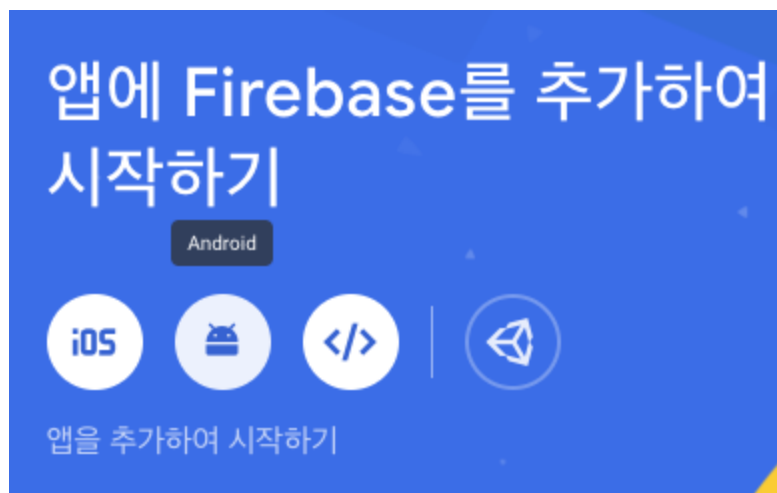 앱에 Firebase를 추가하여
시작하기
Android
iOS
</>
앱을 추가하여 시작하기